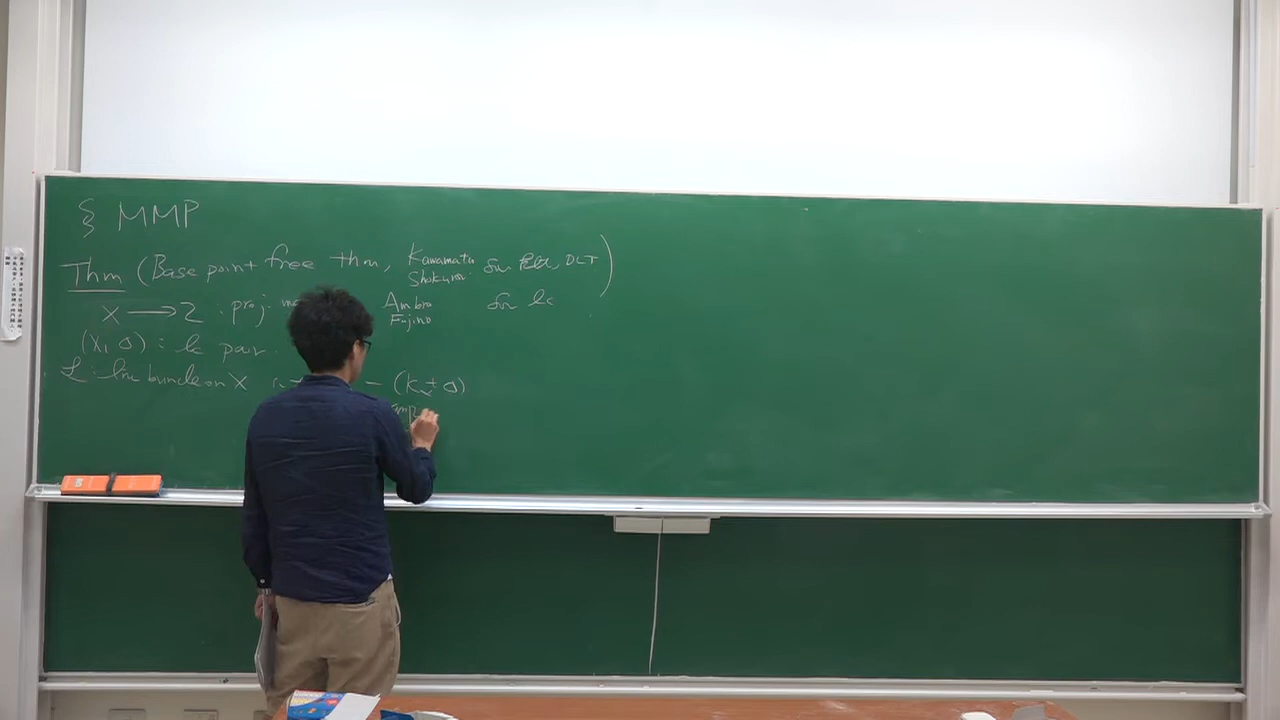 § MMP
Thm (Base point free thm, Kawamata for klt, DLT)
Shokurov
X → Z : proj. Ambro for lc
Fujino
(X, Δ) : lc pair.
L : line bundle on X - (K_X + Δ)